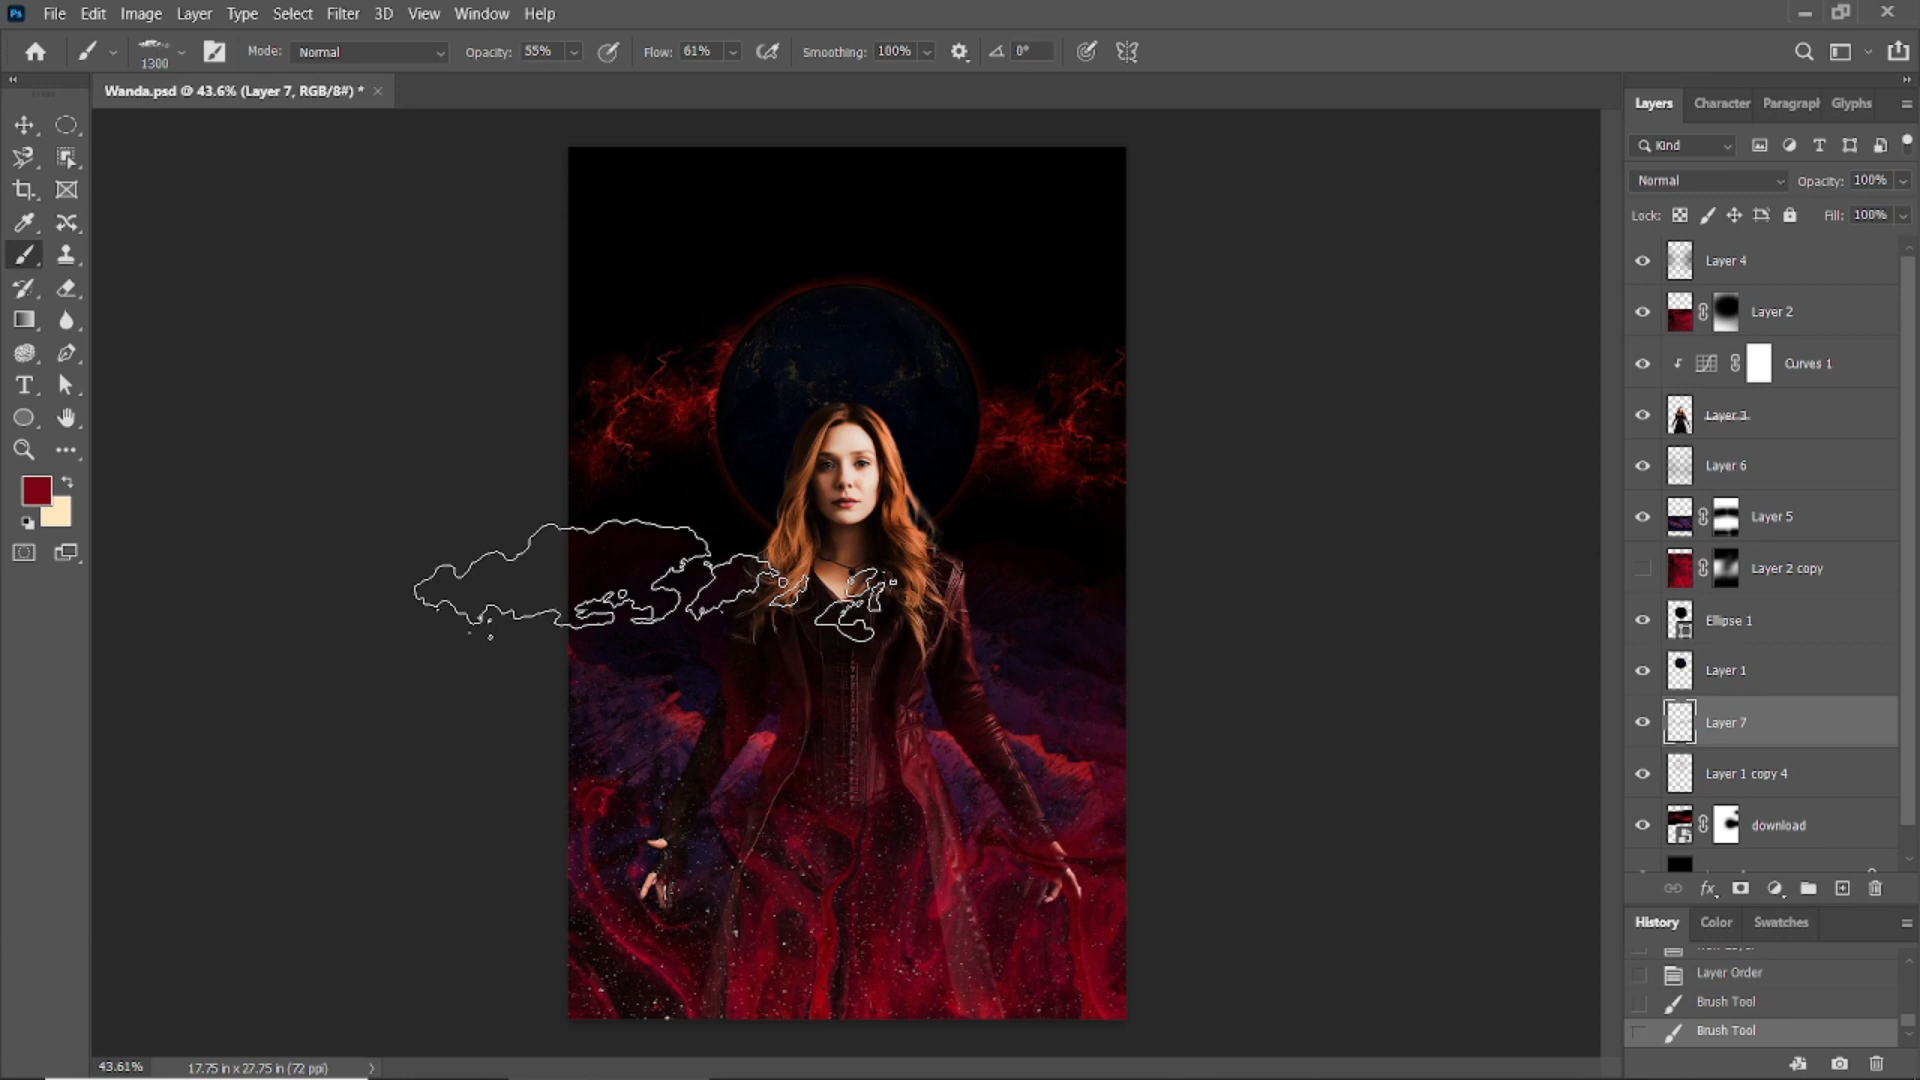 Ps File Edit Image Layer Type Select Filter 3D View Window Help
1300 Mode: Normal Opacity: 55% Flow: 61% Smoothing: 100% 0°
Wanda.psd @ 43.6% (Layer 7, RGB/8#) *
Layers Character Paragraph Glyphs
Kind
Normal Opacity: 100%
Lock: Fill: 100%
Layer 4
Layer 2
Curves 1
Layer 3
Layer 6
Layer 5
Layer 2 copy
Ellipse 1
Layer 1
Layer 7
Layer 1 copy 4
download
fx
History Color Swatches
Layer Order
Brush Tool
Brush Tool
43.61% 17.75 in x 27.75 in (72 ppi)